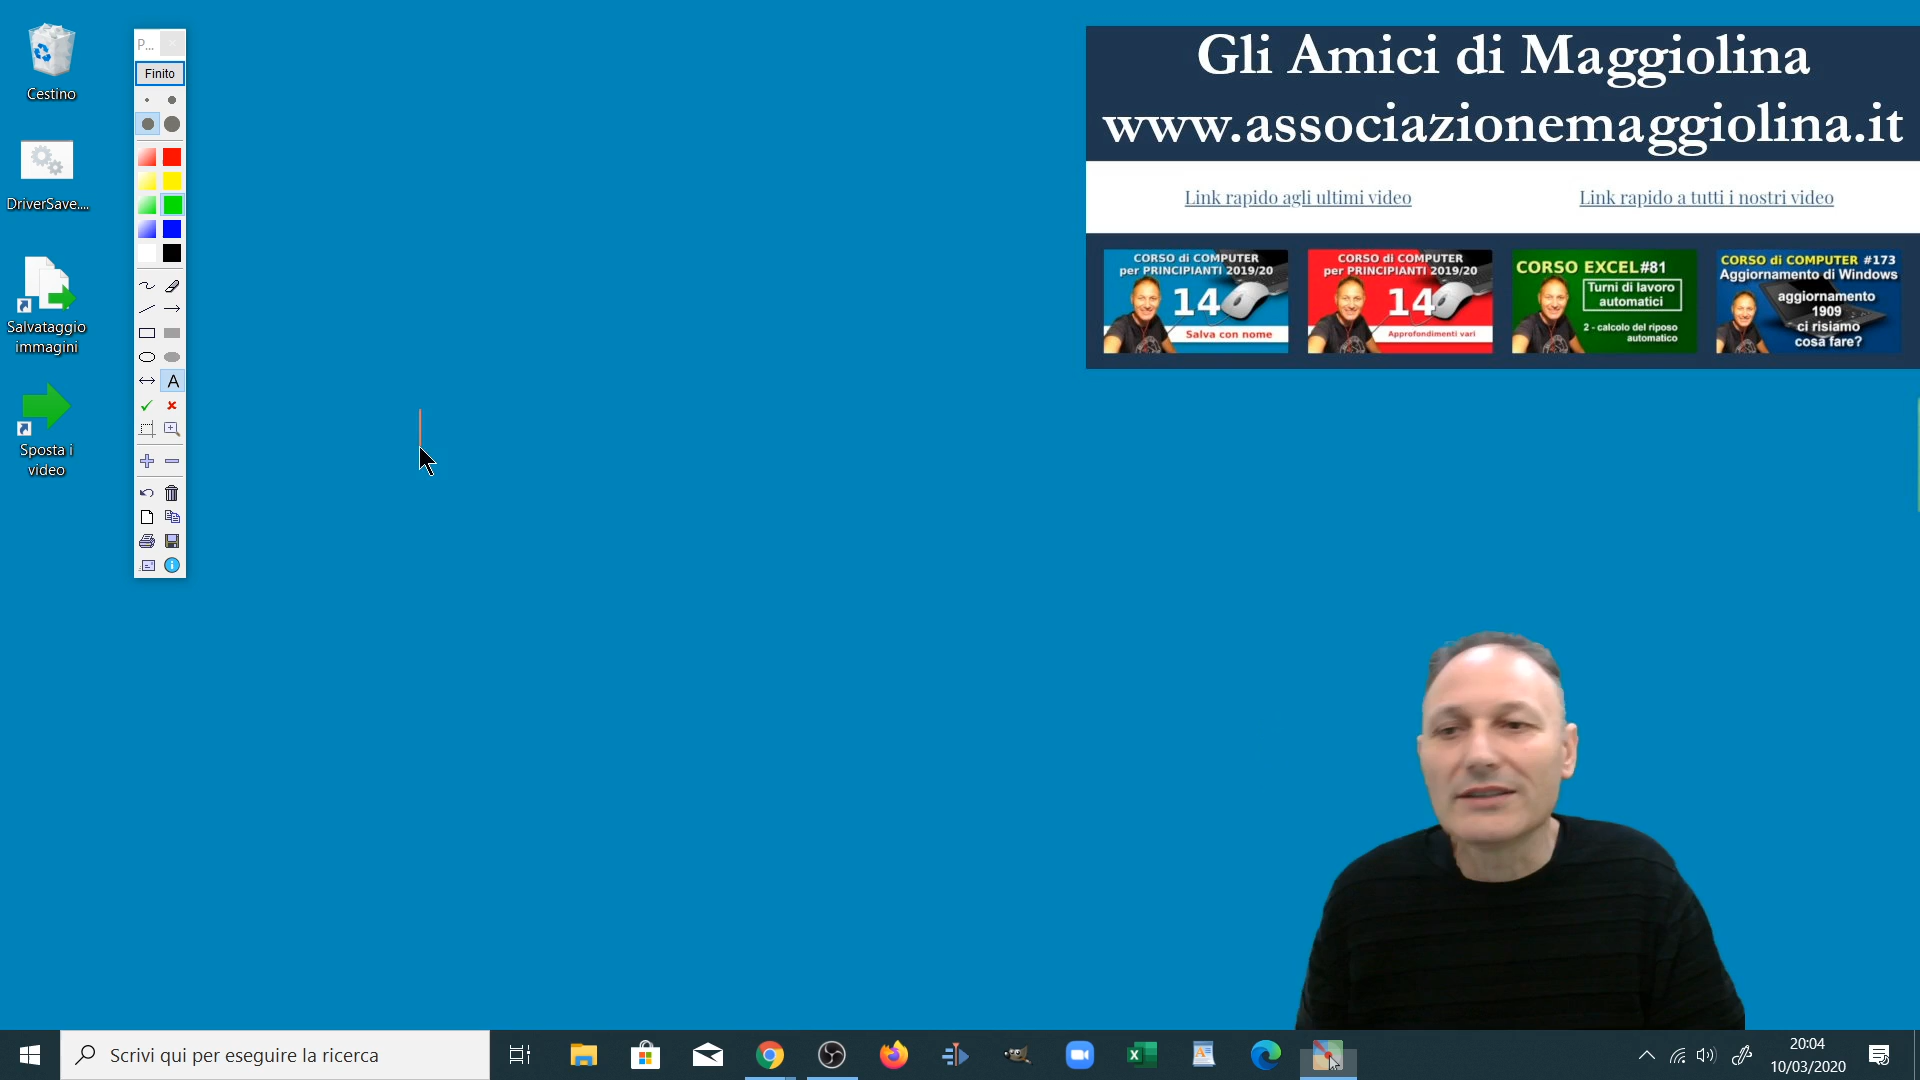 Cestino
DriverSave....
Salvataggio
immagini
Sposta i
video
P...
Finito
A
Gli Amici di Maggiolina
www.associazionemaggiolina.it
Link rapido agli ultimi video
Link rapido a tutti i nostri video
CORSO di COMPUTER
per PRINCIPIANTI 2019/20
14
Salva con nome
CORSO di COMPUTER
per PRINCIPIANTI 2019/20
14
Approfondimenti vari
CORSO EXCEL#81
Turni di lavoro
automatici
2 - calcolo del riposo
automatico
CORSO di COMPUTER #173
Aggiornamento di Windows
aggiornamento
1909
ci risiamo
cosa fare?
Scrivi qui per eseguire la ricerca
20:04
10/03/2020